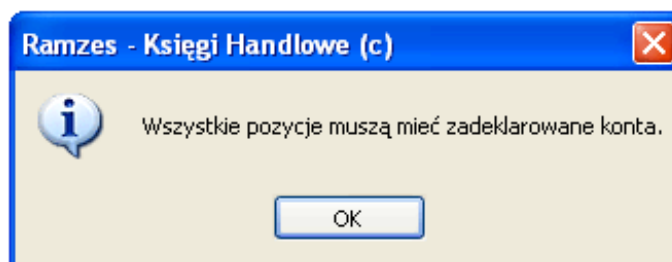 Ramzes - Księgi Handlowe (c)
Wszystkie pozycje muszą mieć zadeklarowane konta.
OK